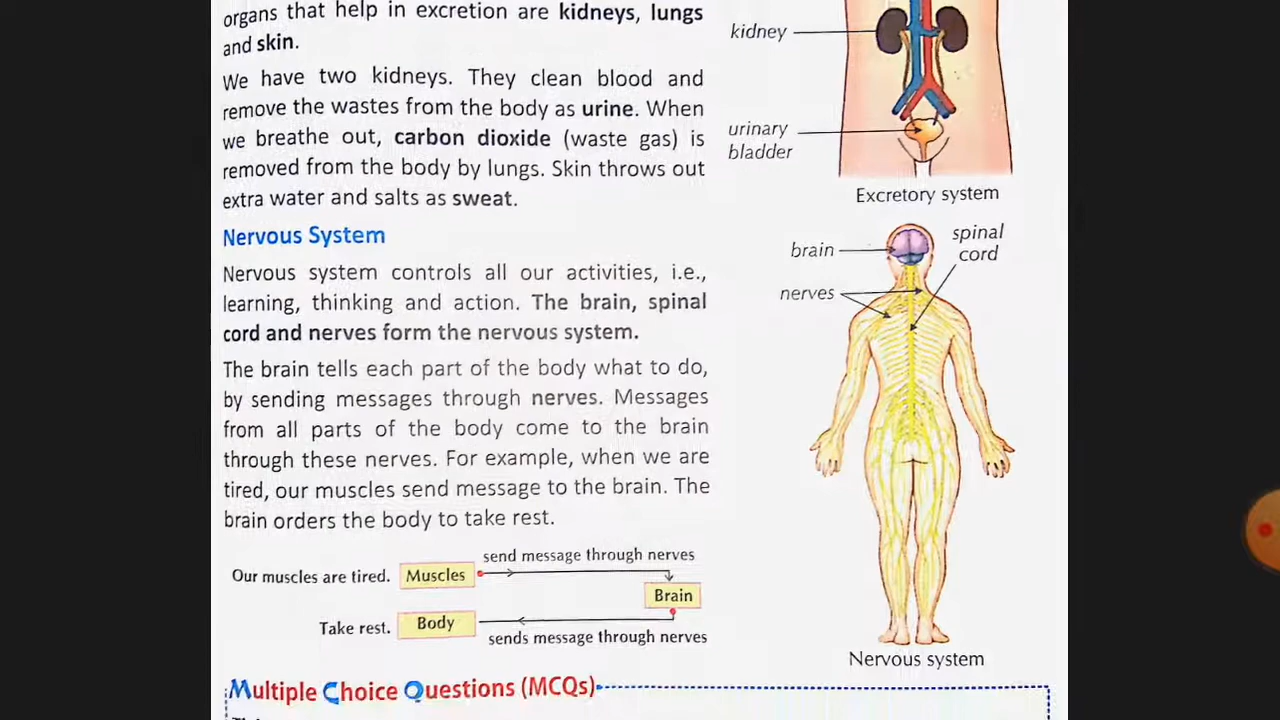 organs that help in excretion are kidneys, lungs
and skin.
We have two kidneys. They clean blood and
remove the wastes from the body as urine. When
we breathe out, carbon dioxide (waste gas) is
removed from the body by lungs. Skin throws out
extra water and salts as sweat.
kidney
urinary
bladder
Excretory system
Nervous System
Nervous system controls all our activities, i.e.,
learning, thinking and action. The brain, spinal
cord and nerves form the nervous system.
The brain tells each part of the body what to do,
by sending messages through nerves. Messages
from all parts of the body come to the brain
through these nerves. For example, when we are
tired, our muscles send message to the brain. The
brain orders the body to take rest.
brain
spinal
cord
nerves
Nervous system
send message through nerves
Our muscles are tired. Muscles
Brain
Take rest. Body
sends message through nerves
Multiple Choice Questions (MCQs)